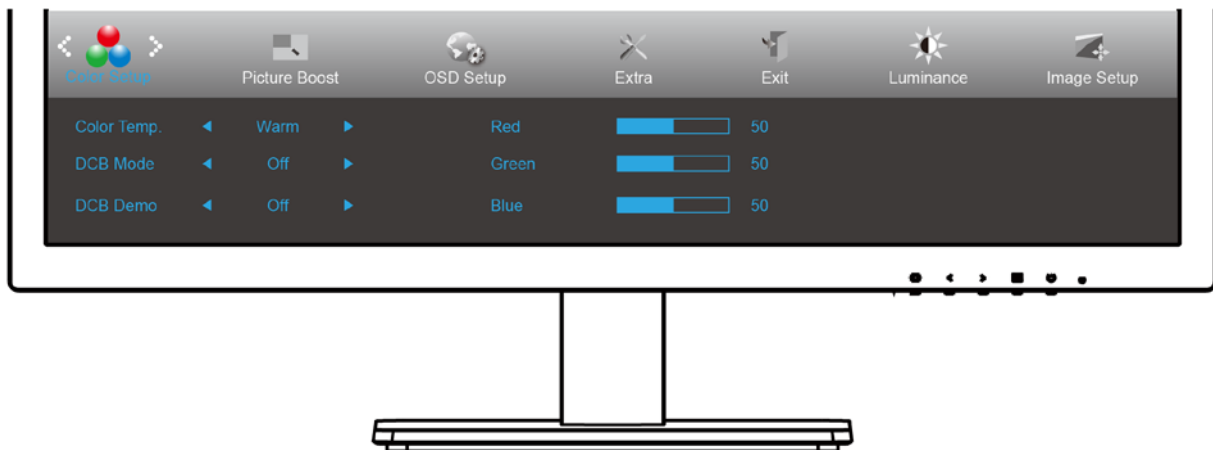 Color Setup
Picture Boost
OSD Setup
Extra
Exit
Luminance
Image Setup
Color Temp. Warm Red 50
DCB Mode Off Green 50
DCB Demo Off Blue 50